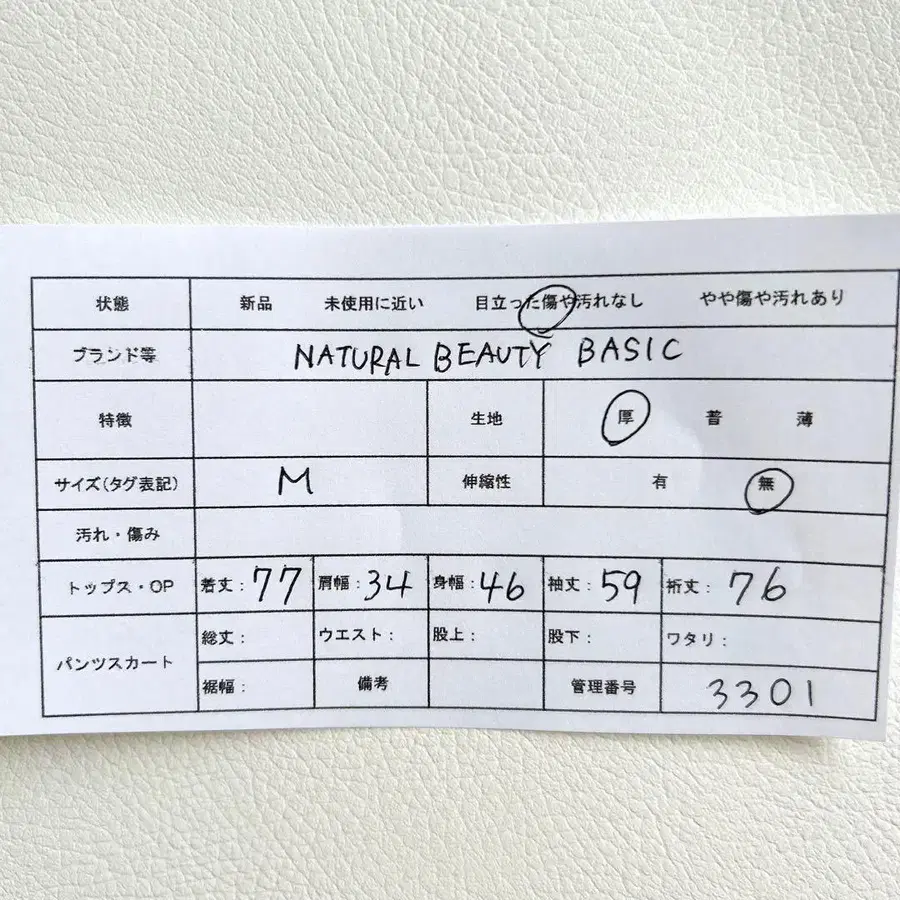 状態 新品 未使用に近い 目立った傷や汚れなし やや傷や汚れあり
ブランド等 NATURAL BEAUTY BASIC
特徴 生地 厚 普 薄
サイズ(タグ表記) M 伸縮性 有 無
汚れ・傷み
トップス・OP 着丈:77 肩幅:34 身幅:46 袖丈:59 裄丈:76
パンツスカート 総丈: ウエスト: 股上: 股下: ワタリ:
裾幅: 備考 管理番号 3301